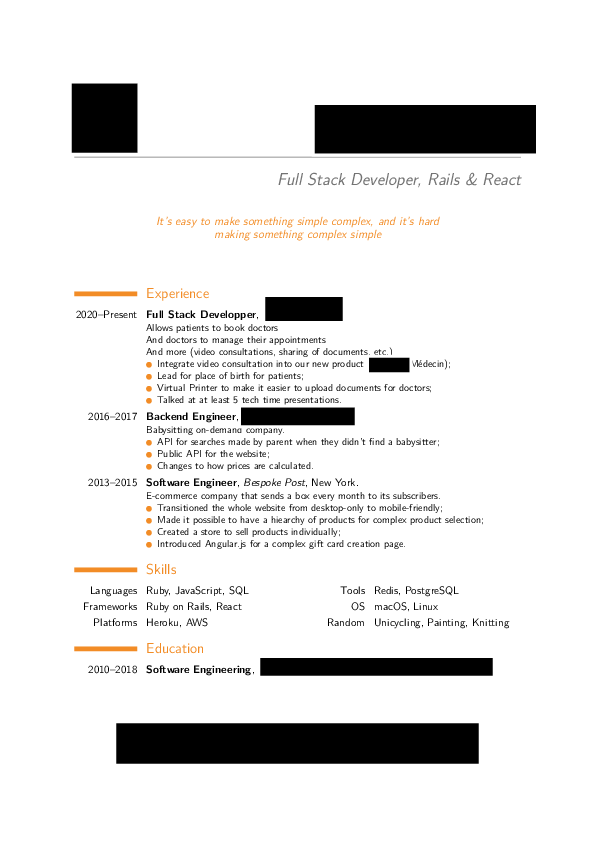 Full Stack Developer, Rails & React
It's easy to make something simple complex, and it's hard
making something complex simple
Experience
2020–Present Full Stack Developper,
Allows patients to book doctors
And doctors to manage their appointments
And more (video consultations, sharing of documents, etc.)
Integrate video consultation into our new product Médecin);
Lead for place of birth for patients;
Virtual Printer to make it easier to upload documents for doctors;
Talked at at least 5 tech time presentations.
2016–2017 Backend Engineer,
Babysitting on-demand company.
API for searches made by parent when they didn't find a babysitter;
Public API for the website;
Changes to how prices are calculated.
2013–2015 Software Engineer, Bespoke Post, New York.
E-commerce company that sends a box every month to its subscribers.
Transitioned the whole website from desktop-only to mobile-friendly;
Made it possible to have a hiearchy of products for complex product selection;
Created a store to sell products individually;
Introduced Angular.js for a complex gift card creation page.
Skills
Languages Ruby, JavaScript, SQL Tools Redis, PostgreSQL
Frameworks Ruby on Rails, React OS macOS, Linux
Platforms Heroku, AWS Random Unicycling, Painting, Knitting
Education
2010–2018 Software Engineering,